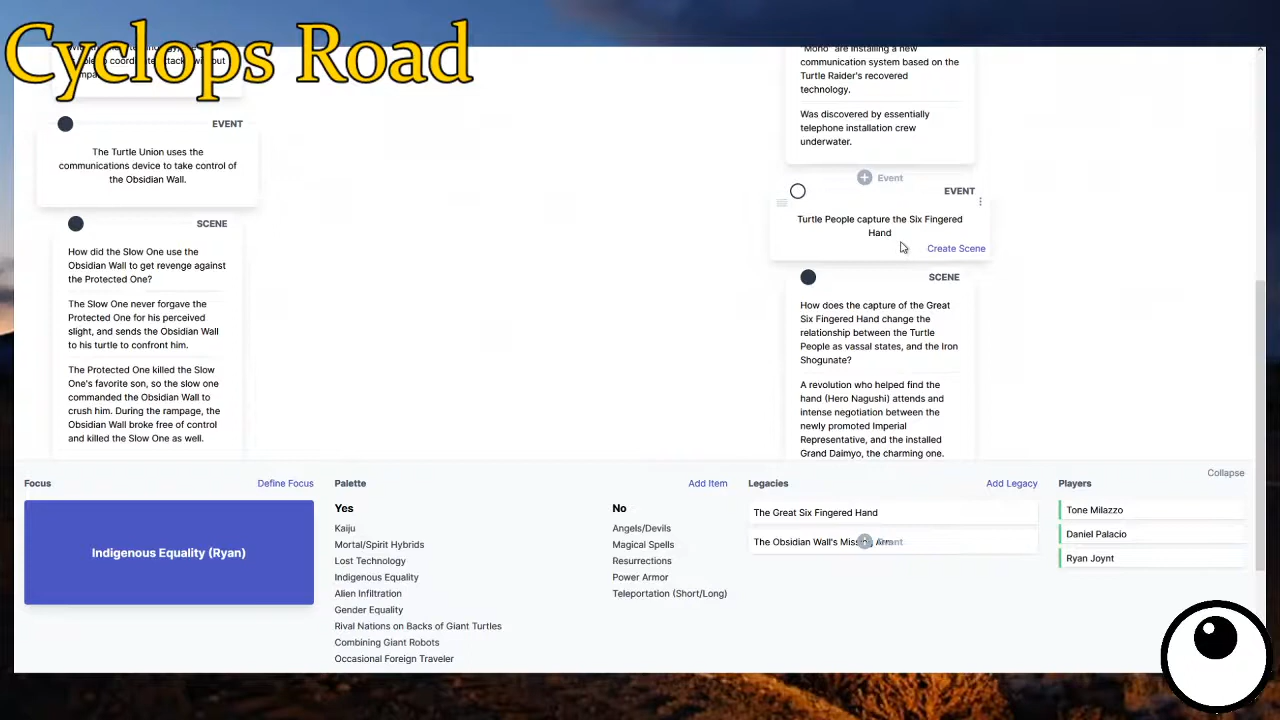 Cyclops Road
EVENT
The Turtle Union uses the
communications device to take control of
the Obsidian Wall.
SCENE
How did the Slow One use the
Obsidian Wall to get revenge against
the Protected One?
The Slow One never forgave the
Protected One for his perceived
slight, and sends the Obsidian Wall
to his turtle to confront him.
The Protected One killed the Slow
One's favorite son, so the slow one
commanded the Obsidian Wall to
crush him. During the rampage, the
Obsidian Wall broke free of control
and killed the Slow One as well.
"Moho" are installing a new
communication system based on the
Turtle Raider's recovered
technology.
Was discovered by essentially
telephone installation crew
underwater.
Event
EVENT
Turtle People capture the Six Fingered
Hand
Create Scene
SCENE
How does the capture of the Great
Six Fingered Hand change the
relationship between the Turtle
People as vassal states, and the Iron
Shogunate?
A revolution who helped find the
hand (Hero Nagushi) attends and
intense negotiation between the
newly promoted Imperial
Representative, and the installed
Grand Daimyo, the charming one.
Collapse
Focus
Define Focus
Indigenous Equality (Ryan)
Palette
Add Item
Yes
Kaiju
Mortal/Spirit Hybrids
Lost Technology
Indigenous Equality
Alien Infiltration
Gender Equality
Rival Nations on Backs of Giant Turtles
Combining Giant Robots
Occasional Foreign Traveler
No
Angels/Devils
Magical Spells
Resurrections
Power Armor
Teleportation (Short/Long)
Legacies
Add Legacy
The Great Six Fingered Hand
The Obsidian Wall's Missing Arm
Players
Tone Milazzo
Daniel Palacio
Ryan Joynt